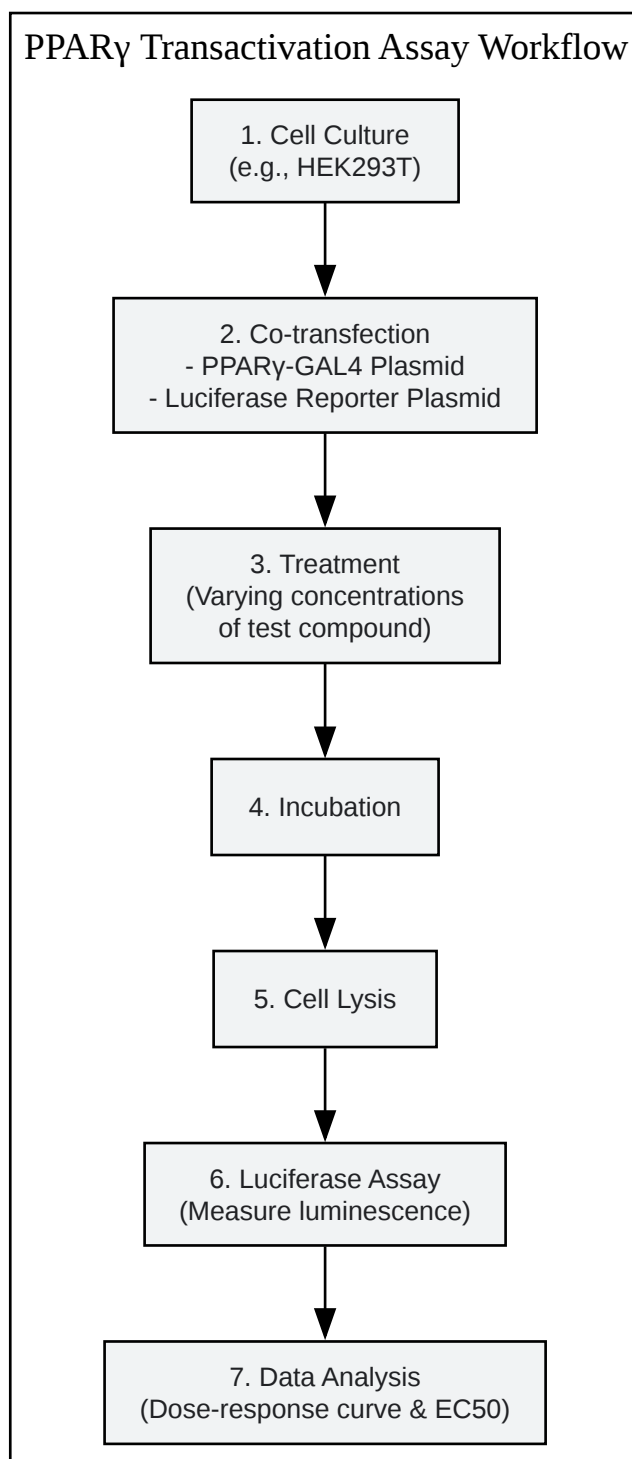 PPARγ Transactivation Assay Workflow
1. Cell Culture
(e.g., HEK293T)
2. Co-transfection
- PPARγ-GAL4 Plasmid
- Luciferase Reporter Plasmid
3. Treatment
(Varying concentrations
of test compound)
4. Incubation
5. Cell Lysis
6. Luciferase Assay
(Measure luminescence)
7. Data Analysis
(Dose-response curve & EC50)